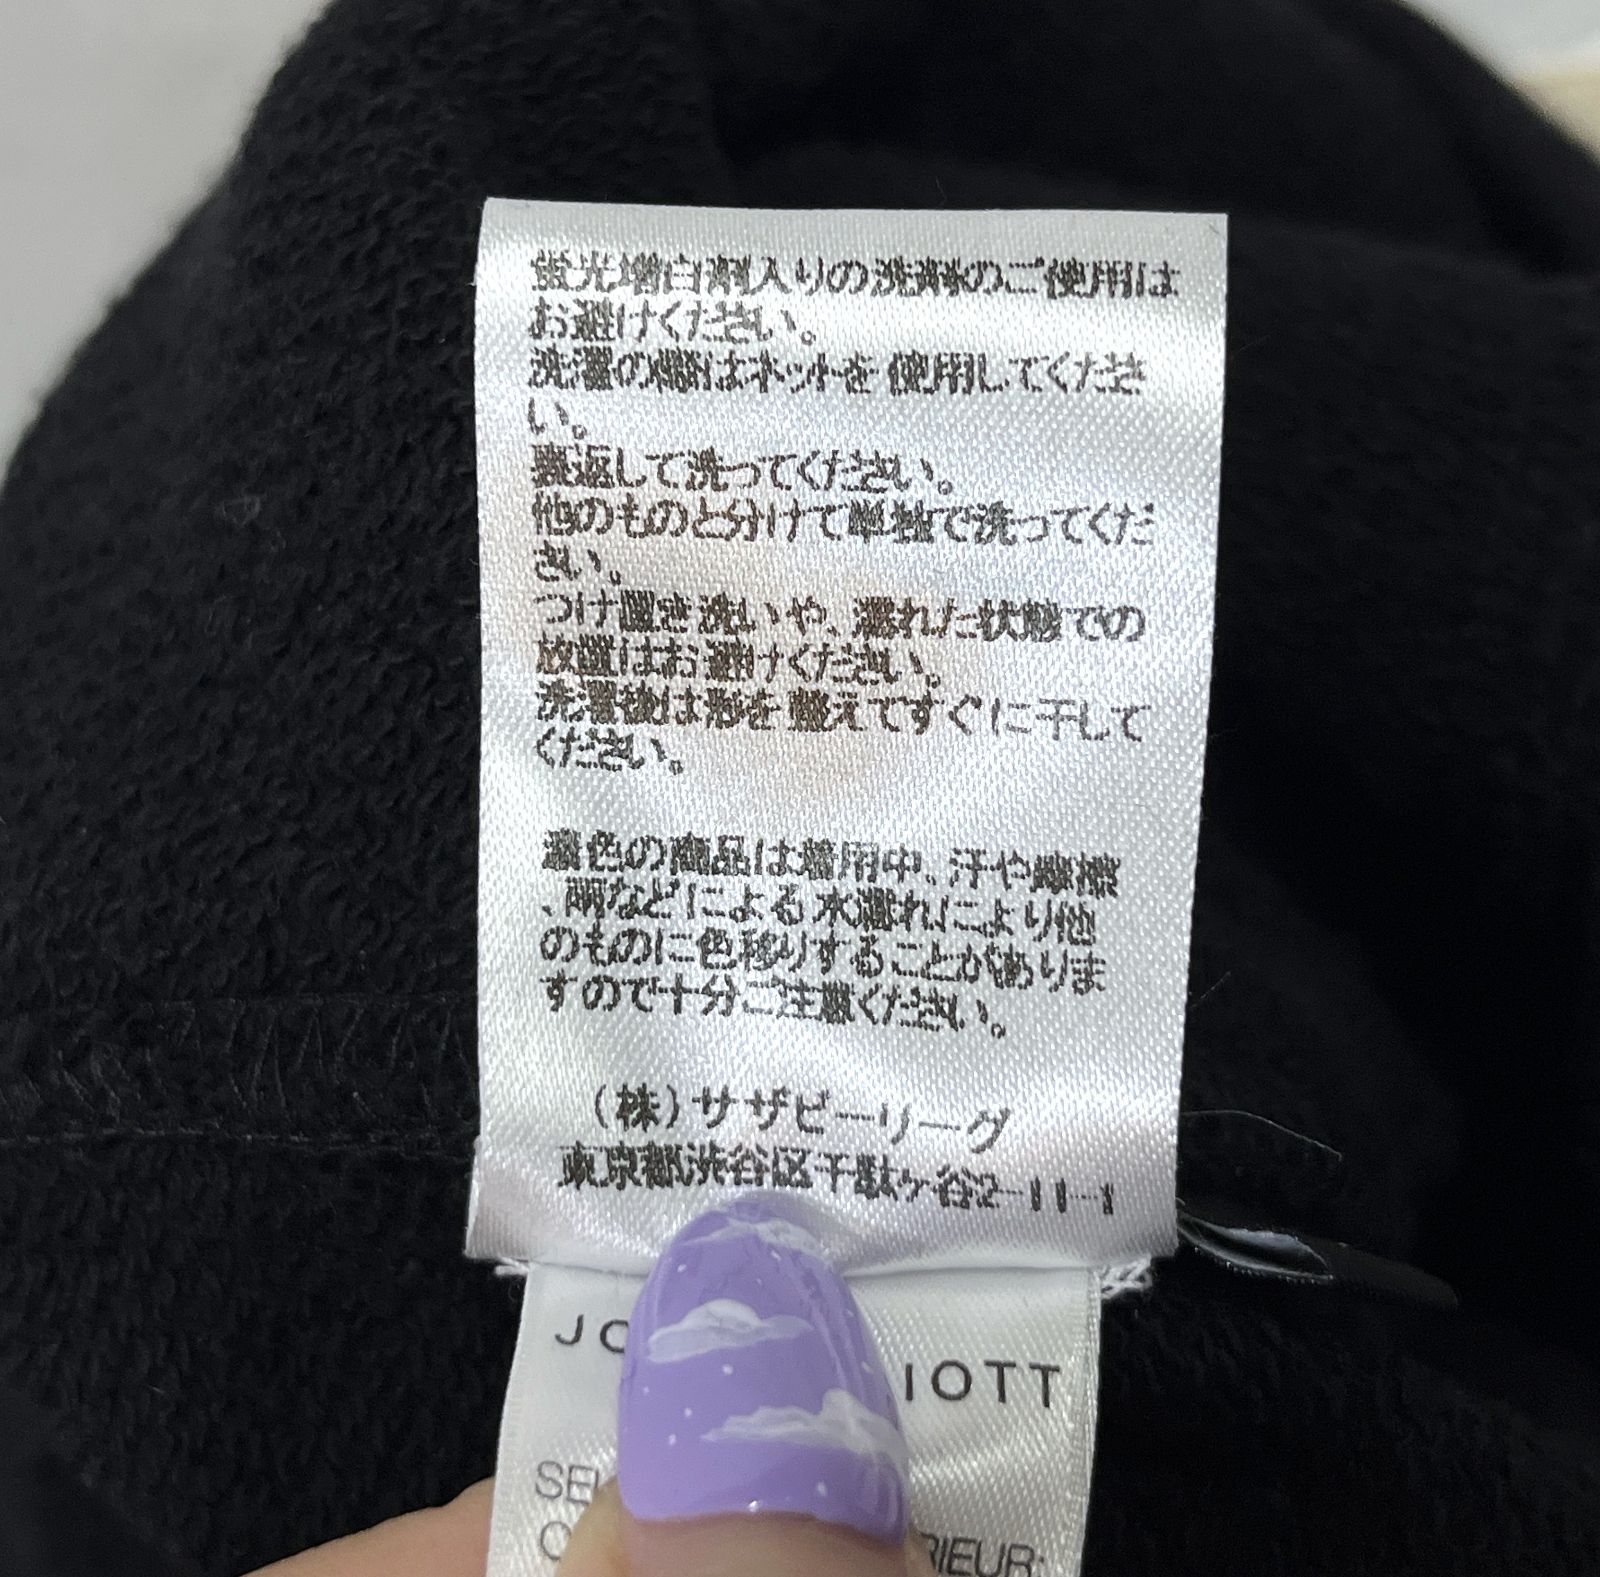 蛍光増白剤入りの洗剤のご使用は
お避けください。
洗濯の際はネットを使用してくださ
い。
裏返して洗ってください。
他のものと分けて単独で洗ってくだ
さい。
つけ置き洗いや、濡れた状態での
放置はお避けください。
洗濯後は形を整えてすぐに干して
ください。
濃色の商品は着用中、汗や摩擦
、雨などによる水濡れにより他
のものに色移りすることがありま
すので十分ご注意ください。
(株)サザビーリーグ
東京都渋谷区千駄ケ谷2-11-1
JO IOTT
SEL
RIEUR: